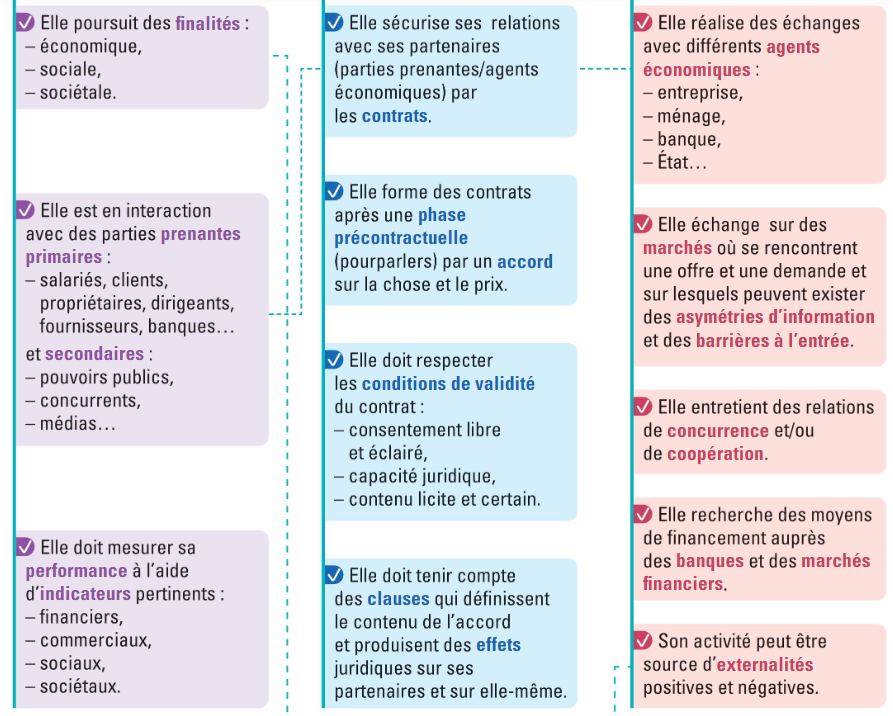 Elle poursuit des finalités :
– économique,
– sociale,
– sociétale.
Elle est en interaction
avec des parties prenantes
primaires :
– salariés, clients,
propriétaires, dirigeants,
fournisseurs, banques…
et secondaires :
– pouvoirs publics,
– concurrents,
– médias…
Elle doit mesurer sa
performance à l’aide
d’indicateurs pertinents :
– financiers,
– commerciaux,
– sociaux,
– sociétaux.
Elle sécurise ses relations
avec ses partenaires
(parties prenantes/agents
économiques) par
les contrats.
Elle forme des contrats
après une phase
précontractuelle
(pourparlers) par un accord
sur la chose et le prix.
Elle doit respecter
les conditions de validité
du contrat :
– consentement libre
et éclairé,
– capacité juridique,
– contenu licite et certain.
Elle doit tenir compte
des clauses qui définissent
le contenu de l’accord
et produisent des effets
juridiques sur ses
partenaires et sur elle-même.
Elle réalise des échanges
avec différents agents
économiques :
– entreprise,
– ménage,
– banque,
– État…
Elle échange sur des
marchés où se rencontrent
une offre et une demande et
sur lesquels peuvent exister
des asymétries d’information
et des barrières à l’entrée.
Elle entretient des relations
de concurrence et/ou
de coopération.
Elle recherche des moyens
de financement auprès
des banques et des marchés
financiers.
Son activité peut être
source d’externalités
positives et négatives.